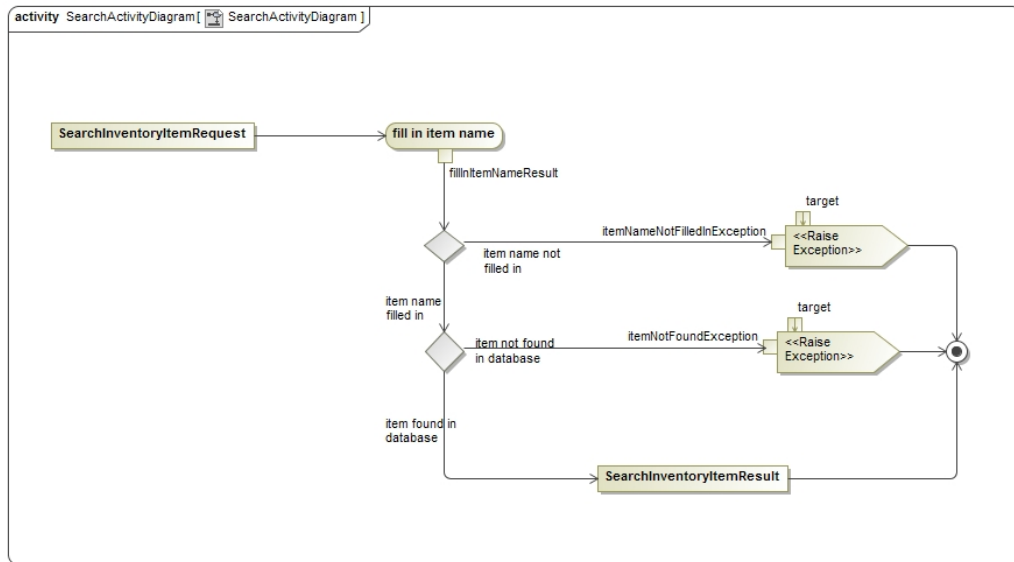 activity SearchActivityDiagram[ SearchActivityDiagram ]
SearchInventoryItemRequest
fill in item name
fillInItemNameResult
target
itemNameNotFilledInException
<<Raise
Exception>>
item name not
filled in
item name
filled in
target
itemNotFoundException
<<Raise
Exception>>
item not found
in database
item found in
database
SearchInventoryItemResult